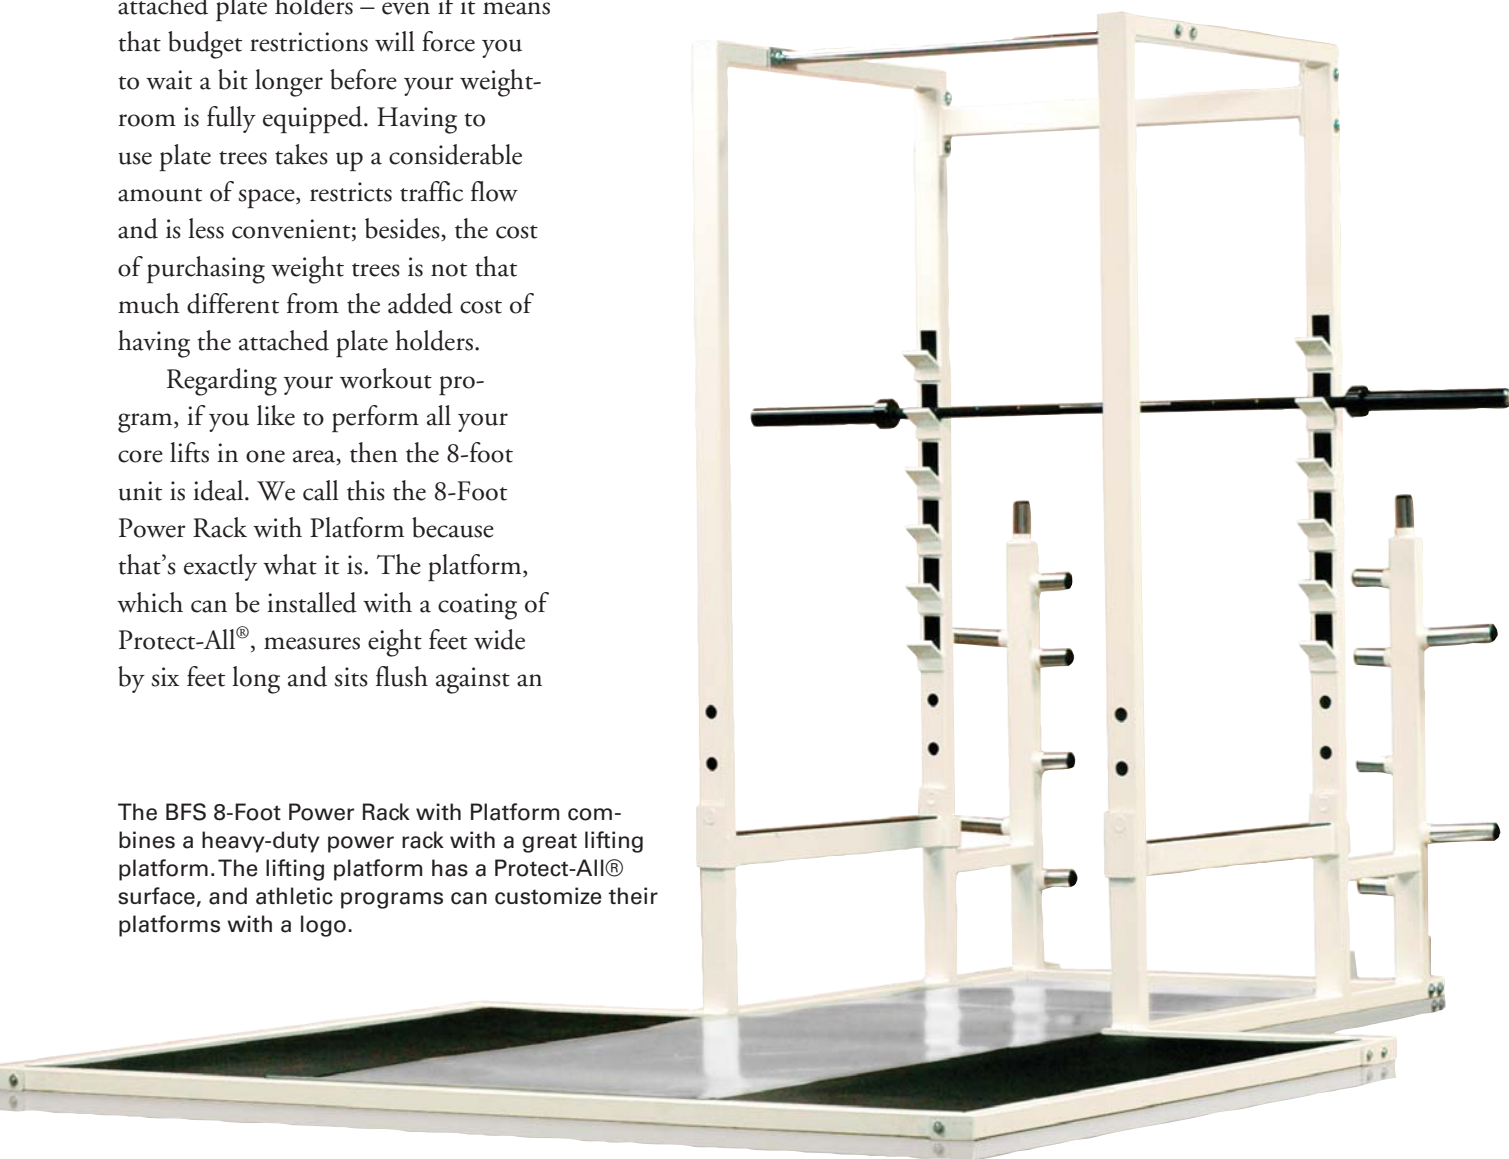 attached plate holders – even if it means
that budget restrictions will force you
to wait a bit longer before your weight-
room is fully equipped. Having to
use plate trees takes up a considerable
amount of space, restricts traffic flow
and is less convenient; besides, the cost
of purchasing weight trees is not that
much different from the added cost of
having the attached plate holders.
Regarding your workout pro-
gram, if you like to perform all your
core lifts in one area, then the 8-foot
unit is ideal. We call this the 8-Foot
Power Rack with Platform because
that’s exactly what it is. The platform,
which can be installed with a coating of
Protect-All®, measures eight feet wide
by six feet long and sits flush against an
The BFS 8-Foot Power Rack with Platform com-
bines a heavy-duty power rack with a great lifting
platform. The lifting platform has a Protect-All®
surface, and athletic programs can customize their
platforms with a logo.